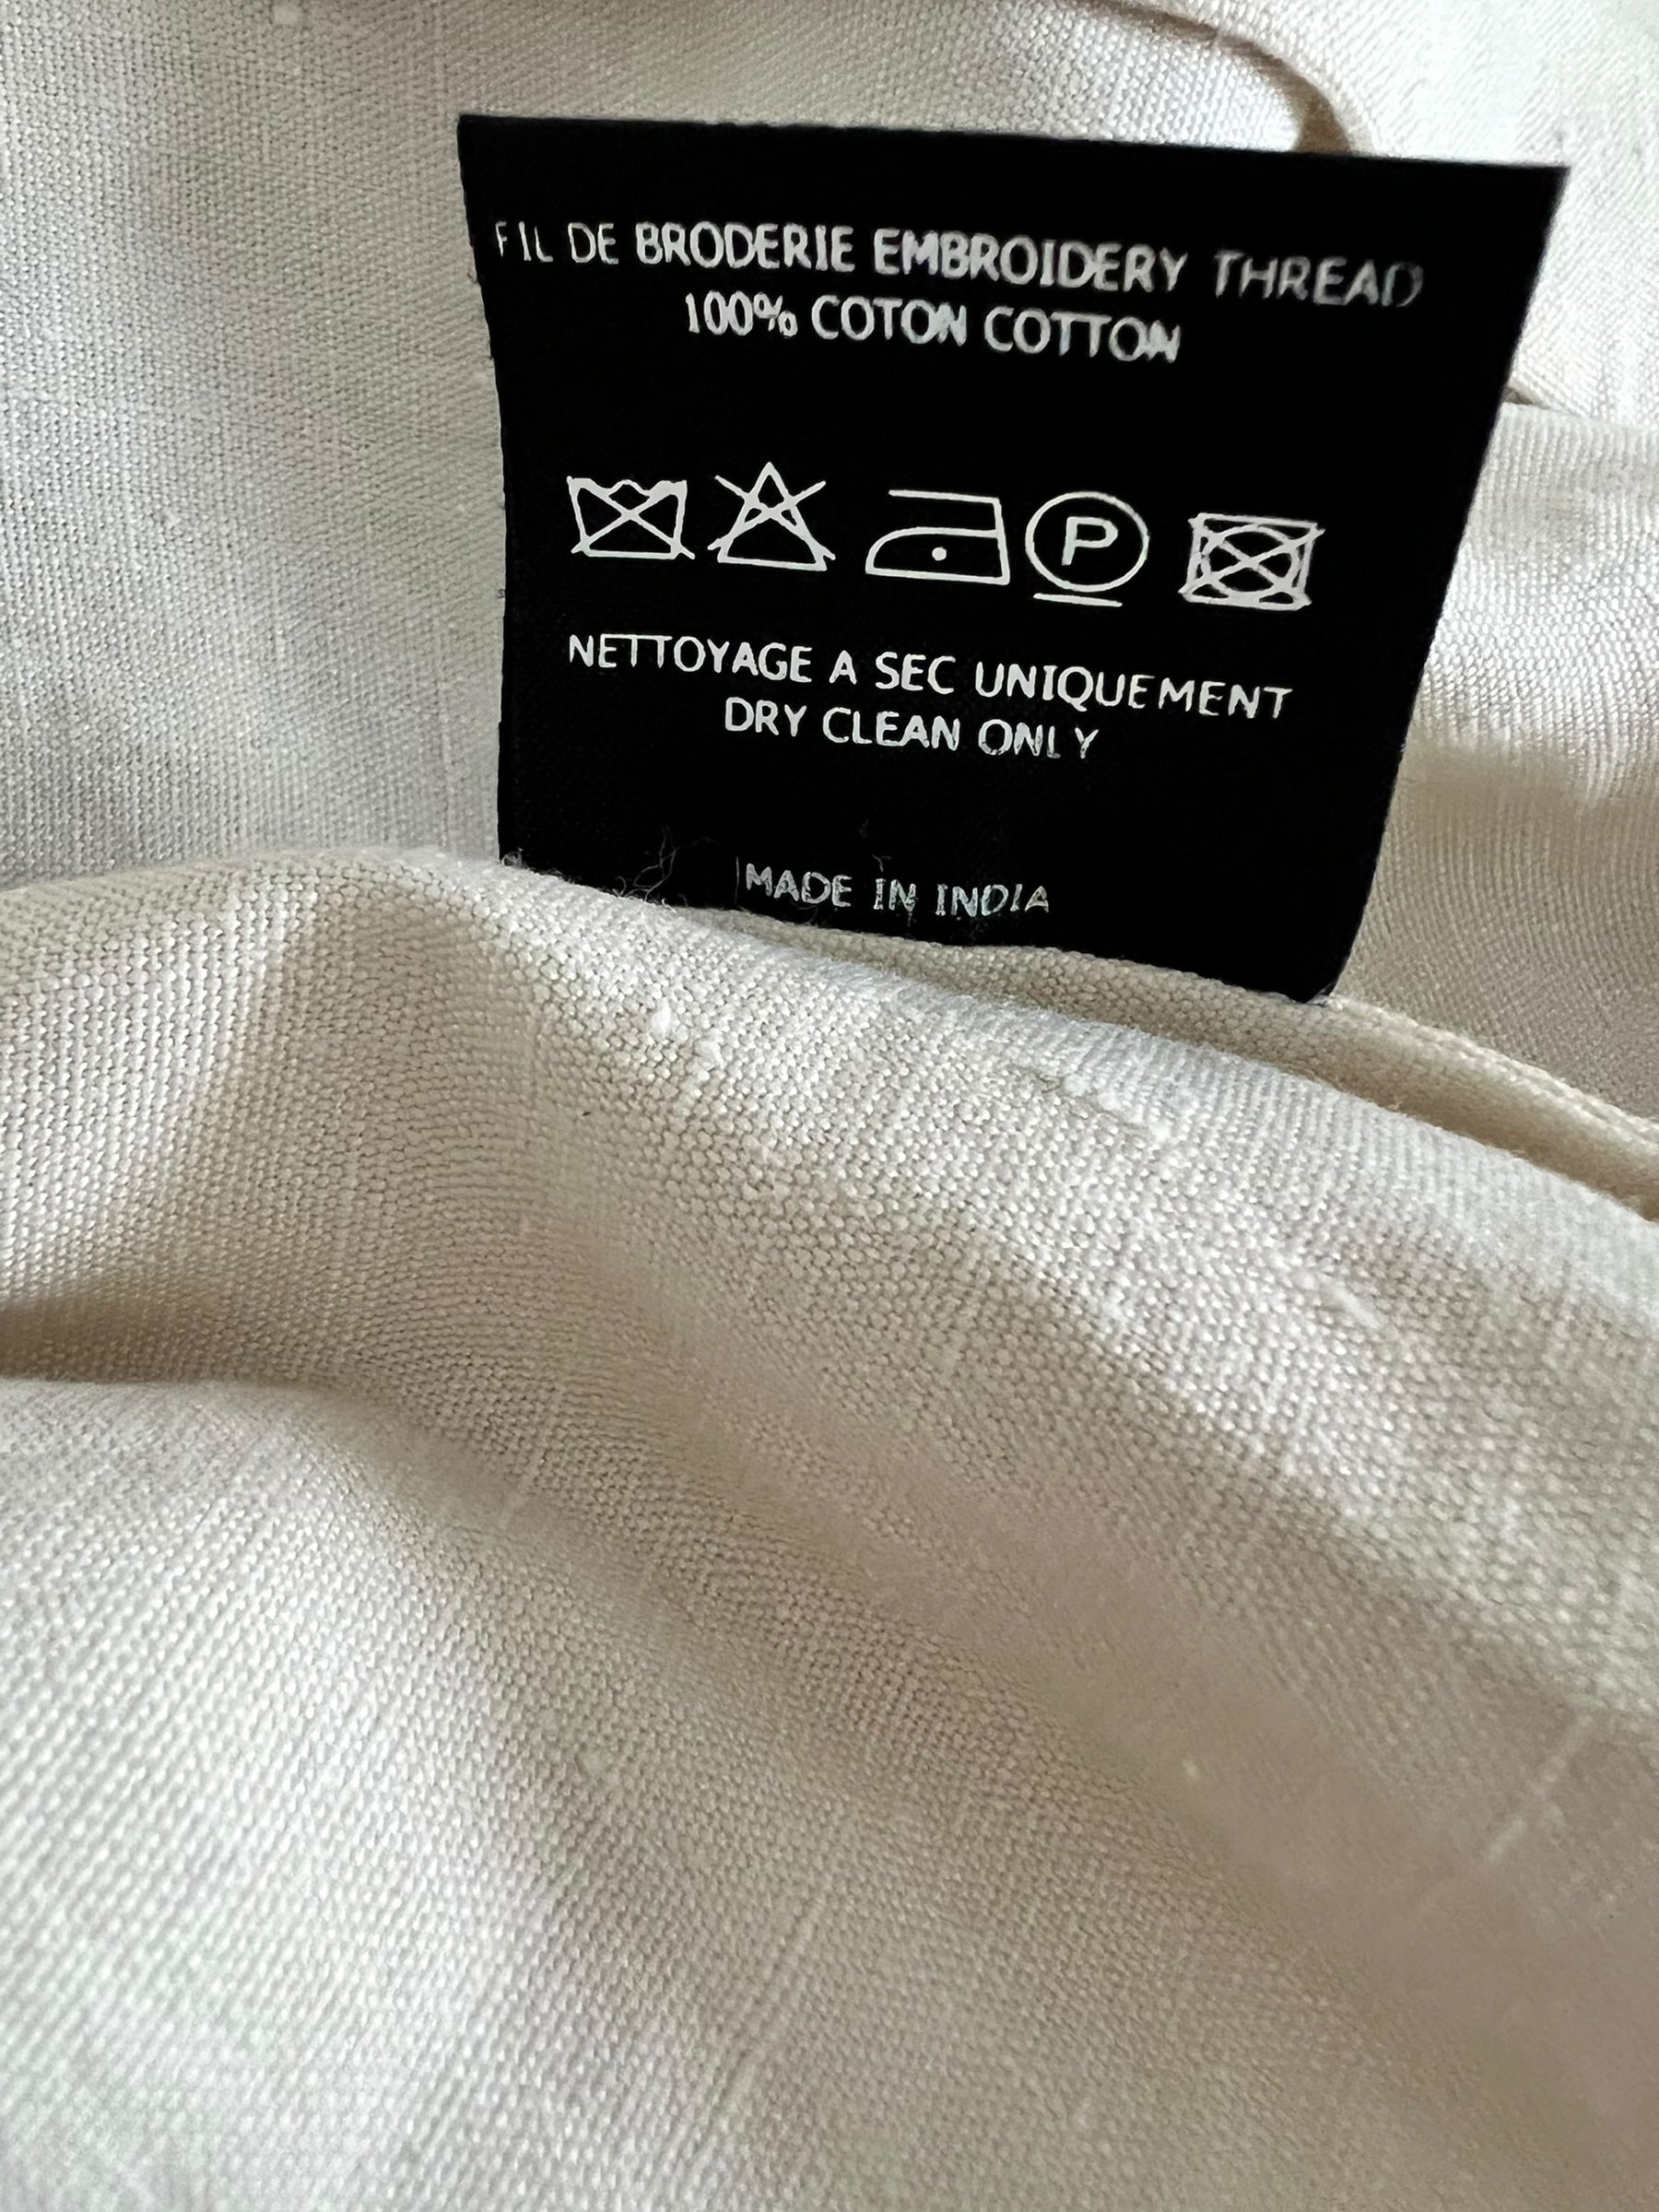 FIL DE BRODERIE EMBROIDERY THREAD
100% COTON COTTON
P
NETTOYAGE A SEC UNIQUEMENT
DRY CLEAN ONLY
MADE IN INDIA